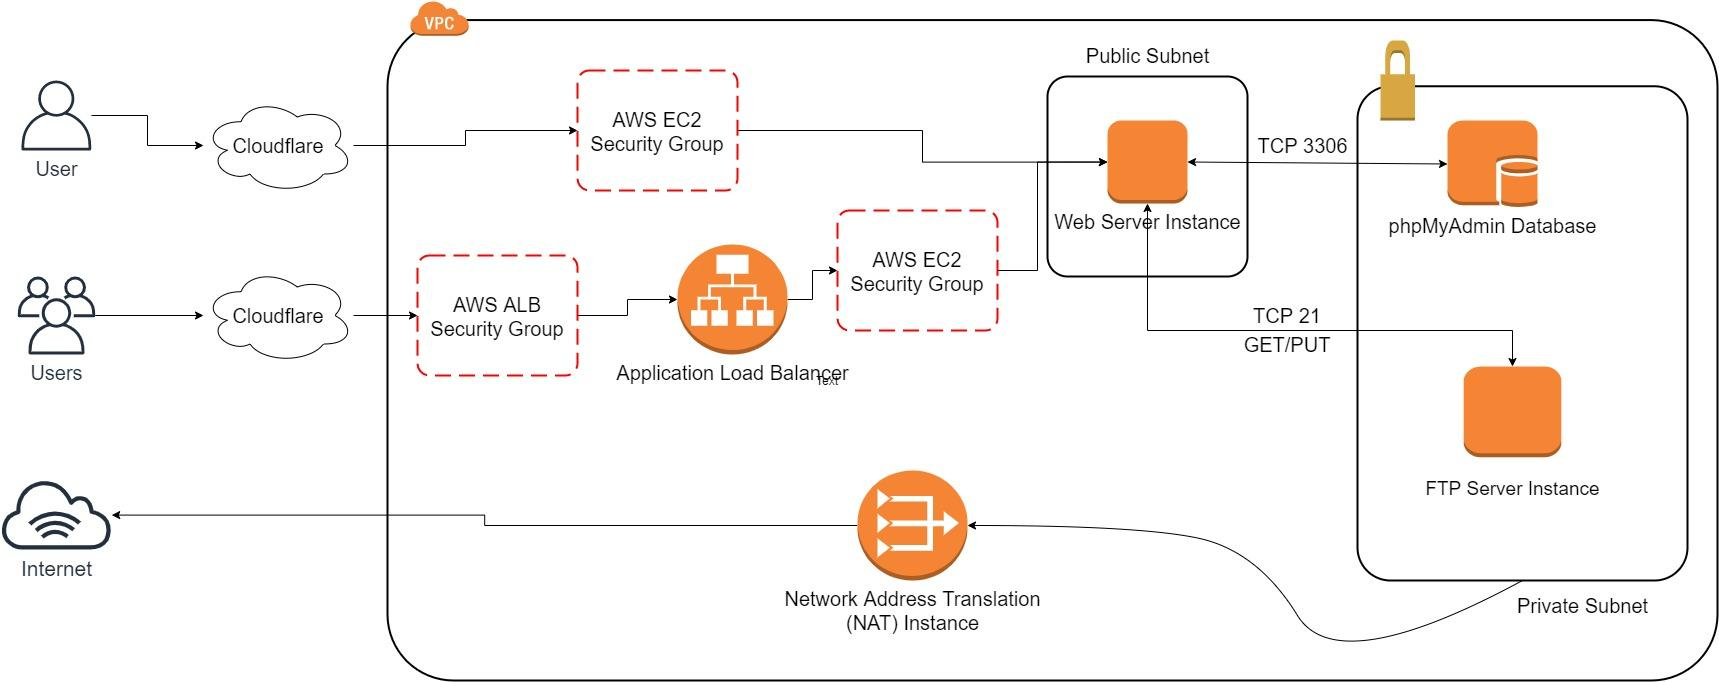 VPC
Public Subnet
AWS EC2
Security Group
Cloudflare
User
TCP 3306
Web Server Instance
phpMyAdmin Database
AWS EC2
Security Group
Cloudflare
AWS ALB
Security Group
Users
Application Load Balancer
Text
TCP 21
GET/PUT
FTP Server Instance
Internet
Network Address Translation
(NAT) Instance
Private Subnet